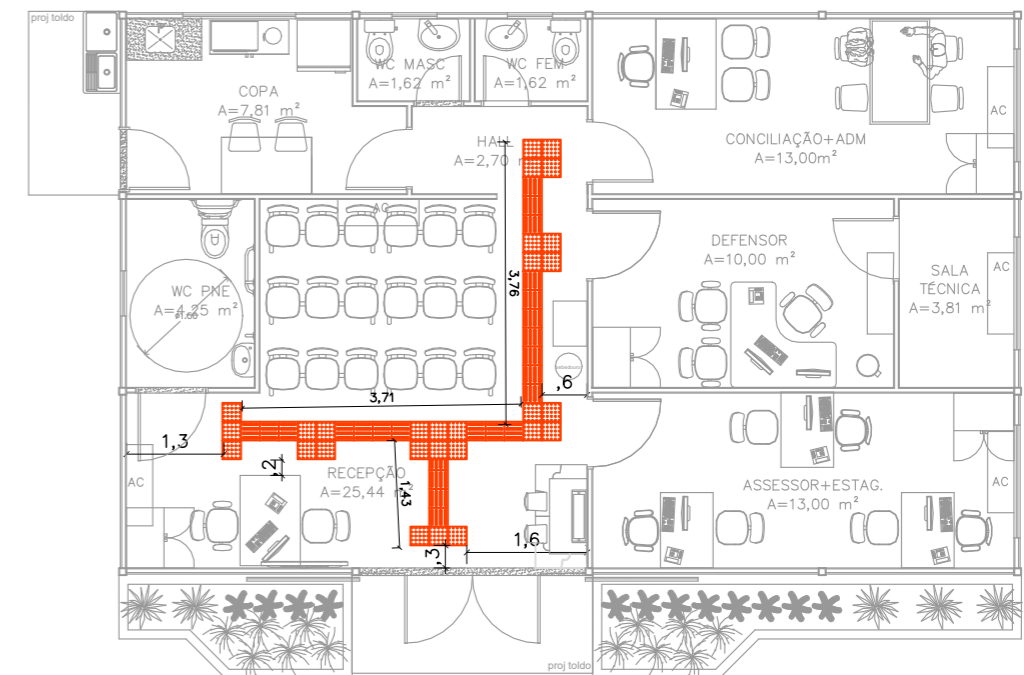 proj toldo
WC MASC
A=1,62 m²
WC FEM
A=1,62 m²
COPA
A=7,81 m²
HALL
A=2,70 m²
CONCILIAÇÃO+ADM
A=13,00m²
AC
AC
DEFENSOR
A=10,00 m²
SALA
TÉCNICA
A=3,81 m²
AC
WC PNE
A=4,25 m²
3,76
bebedouro
,6
3,71
1,3
,2
RECEPÇÃO
A=25,44 m²
1,43
AC
ASSESSOR+ESTAG.
A=13,00 m²
AC
1,6
,3
proj toldo